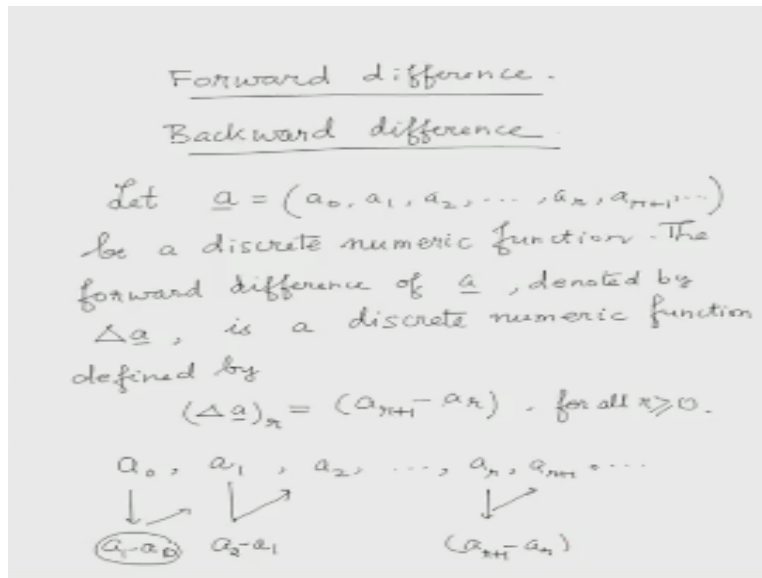 Forward difference.
Backward difference.
Let a = (a₀, a₁, a₂, ..., aᵣ, aᵣ₊₁, ...)
be a discrete numeric function. The
forward difference of a, denoted by
Δa, is a discrete numeric function
defined by
(Δa)ᵣ = (aᵣ₊₁ - aᵣ). for all r ≥ 0.
a₀, a₁, a₂, ..., aᵣ, aᵣ₊₁, ...
a₁-a₀ a₂-a₁ (aᵣ₊₁-aᵣ)